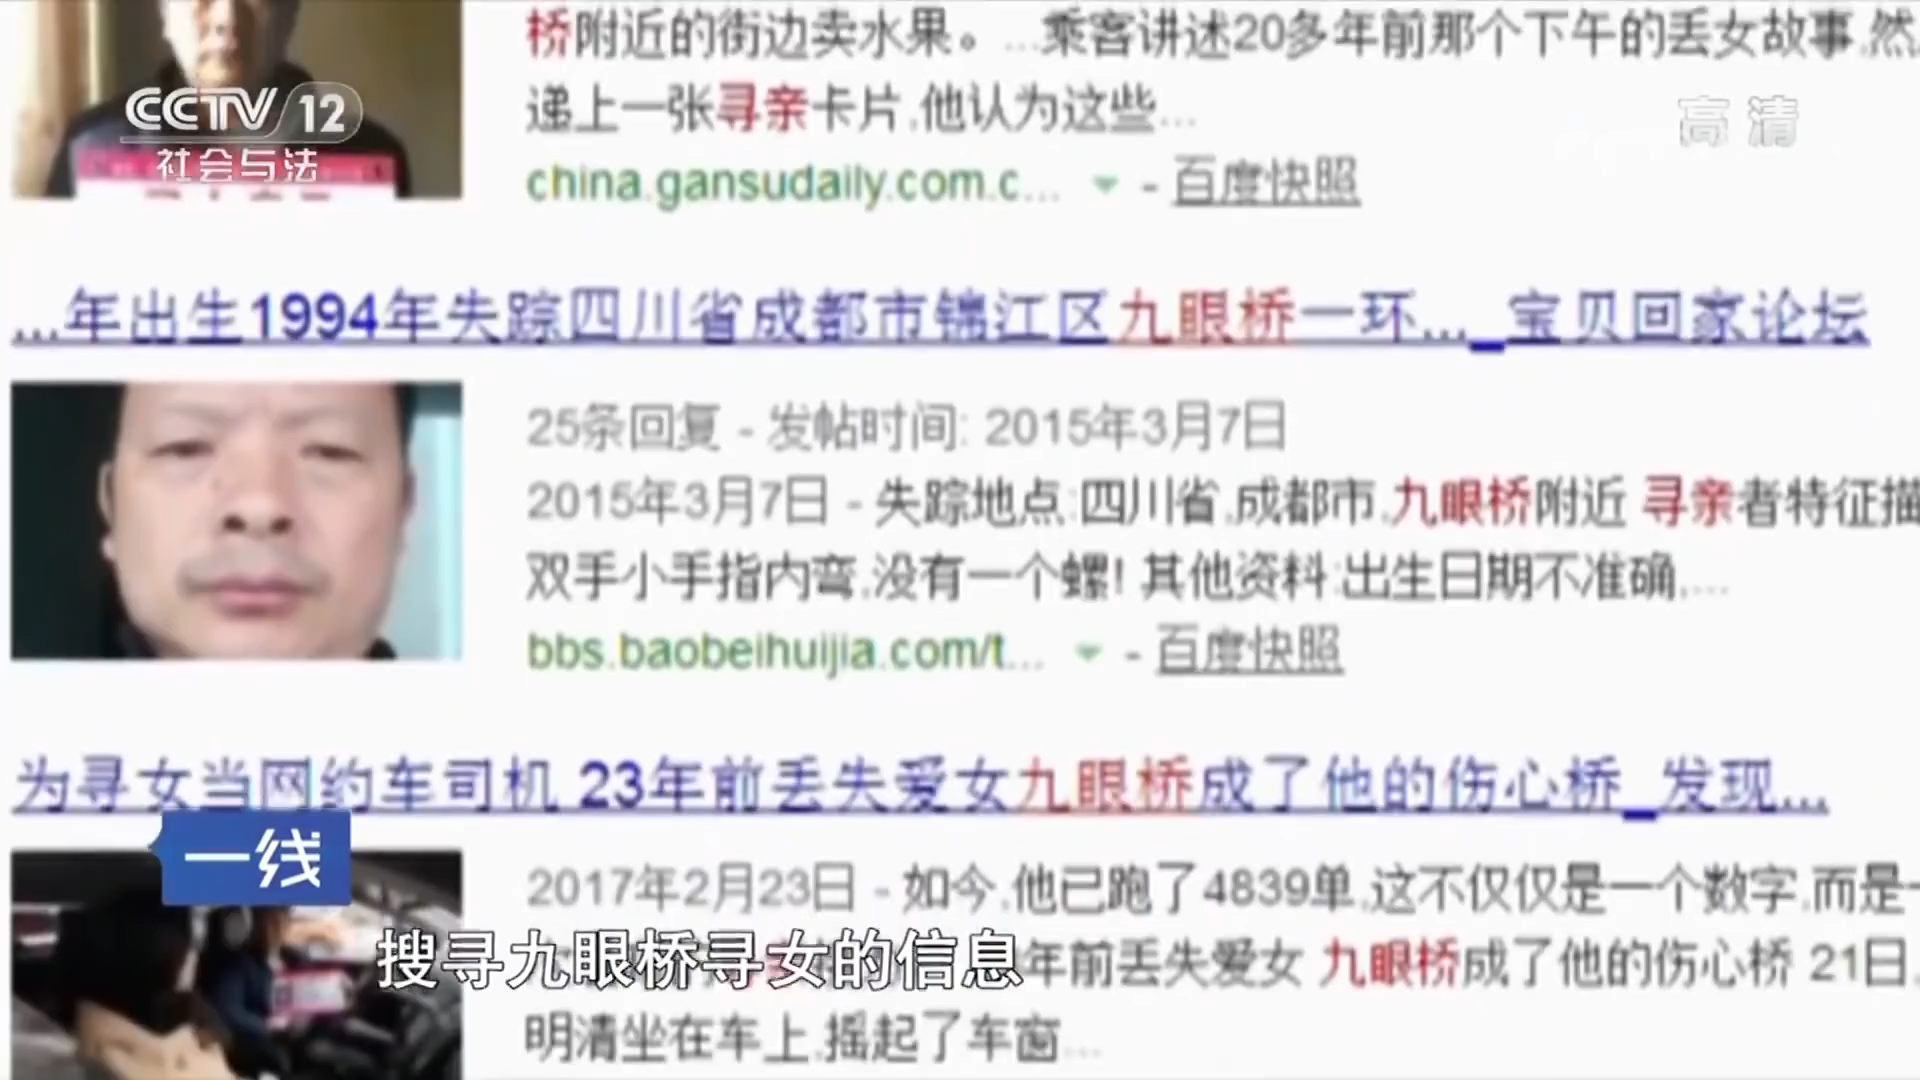 桥附近的街边卖水果。...乘客讲述20多年前那个下午的丢女故事,然
递上一张寻亲卡片,他认为这些...
CCTV 12
社会与法
高清
china.gansudaily.com.c... - 百度快照
...年出生1994年失踪四川省成都市锦江区九眼桥一环..._宝贝回家论坛
25条回复 - 发帖时间: 2015年3月7日
2015年3月7日 - 失踪地点:四川省,成都市,九眼桥附近 寻亲者特征描
双手小手指内弯,没有一个螺! 其他资料:出生日期不准确,...
bbs.baobeihuijia.com/t... - 百度快照
为寻女当网约车司机 23年前丢失爱女九眼桥成了他的伤心桥_发现...
一线
2017年2月23日 - 如今,他已跑了4839单,这不仅仅是一个数字,而是
搜寻九眼桥寻女的信息
年前丢失爱女 九眼桥成了他的伤心桥 21日,
明清坐在车上,摇起了车窗...